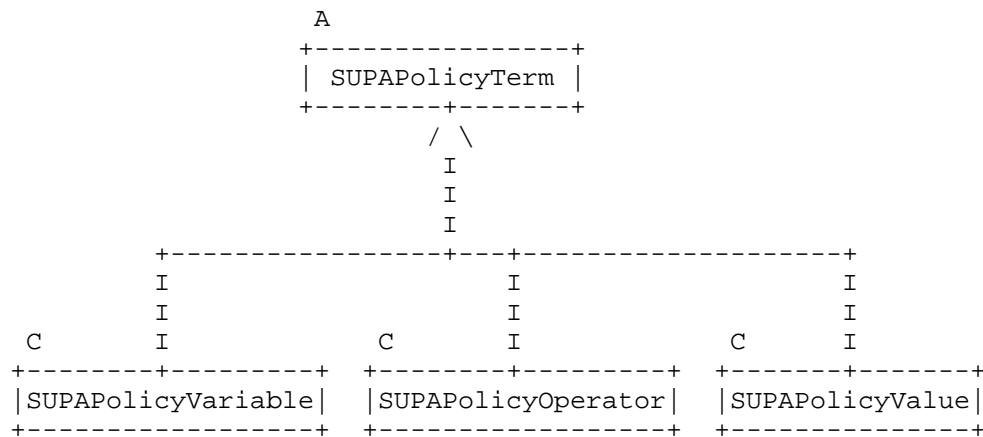 A
+----------------+
| SUPAPolicyTerm |
+--------+-------+
/ \
I
I
I
+-----------------+---+--------------------+
I I I
I I I
C I C I C I
+--------+---------+ +--------+---------+ +-------+-------+
|SUPAPolicyVariable| |SUPAPolicyOperator| |SUPAPolicyValue|
+------------------+ +------------------+ +---------------+